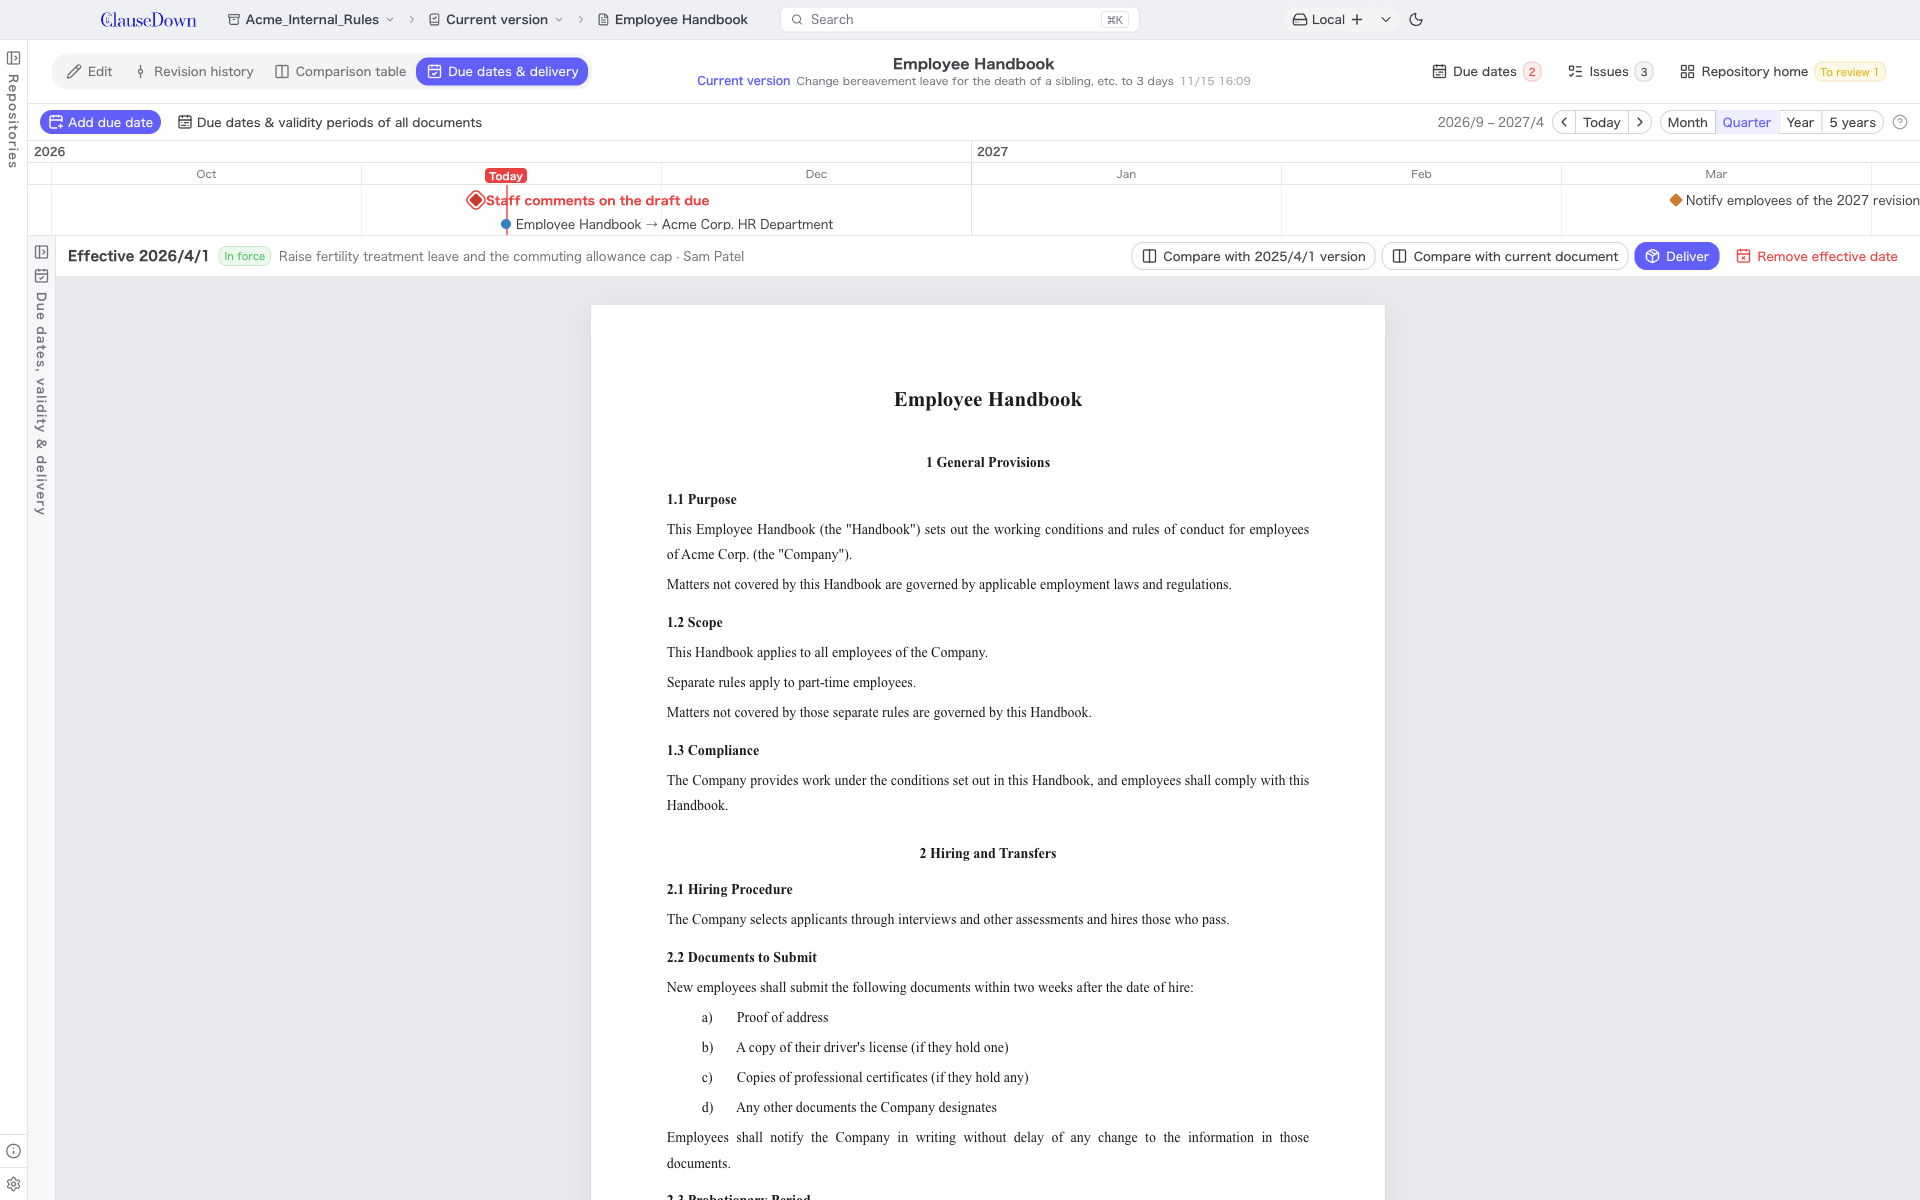 ClauseDown
Acme_Internal_Rules
Current version
Employee Handbook
Search
⌘K
Local
Repositories
Edit
Revision history
Comparison table
Due dates & delivery
Employee Handbook
Current version Change bereavement leave for the death of a sibling, etc. to 3 days 11/15 16:09
Due dates 2
Issues 3
Repository home To review 1
Add due date
Due dates & validity periods of all documents
2026/9 – 2027/4
Today
Month Quarter Year 5 years
2026
2027
Oct
Today
Dec
Jan
Feb
Mar
Staff comments on the draft due
Notify employees of the 2027 revision
Employee Handbook → Acme Corp. HR Department
Due dates, validity & delivery
Effective 2026/4/1 In force Raise fertility treatment leave and the commuting allowance cap · Sam Patel
Compare with 2025/4/1 version
Compare with current document
Deliver
Remove effective date
Employee Handbook
1 General Provisions
1.1 Purpose
This Employee Handbook (the "Handbook") sets out the working conditions and rules of conduct for employees
of Acme Corp. (the "Company").
Matters not covered by this Handbook are governed by applicable employment laws and regulations.
1.2 Scope
This Handbook applies to all employees of the Company.
Separate rules apply to part-time employees.
Matters not covered by those separate rules are governed by this Handbook.
1.3 Compliance
The Company provides work under the conditions set out in this Handbook, and employees shall comply with this
Handbook.
2 Hiring and Transfers
2.1 Hiring Procedure
The Company selects applicants through interviews and other assessments and hires those who pass.
2.2 Documents to Submit
New employees shall submit the following documents within two weeks after the date of hire:
a) Proof of address
b) A copy of their driver's license (if they hold one)
c) Copies of professional certificates (if they hold any)
d) Any other documents the Company designates
Employees shall notify the Company in writing without delay of any change to the information in those
documents.
2.3 Probationary Period